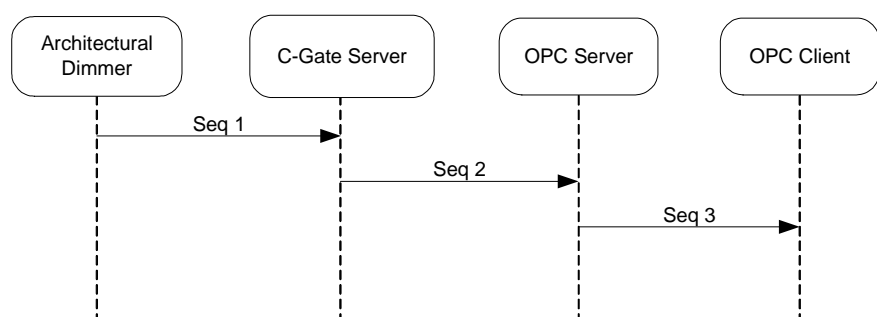 Architectural
Dimmer
C-Gate Server
OPC Server
OPC Client
Seq 1
Seq 2
Seq 3